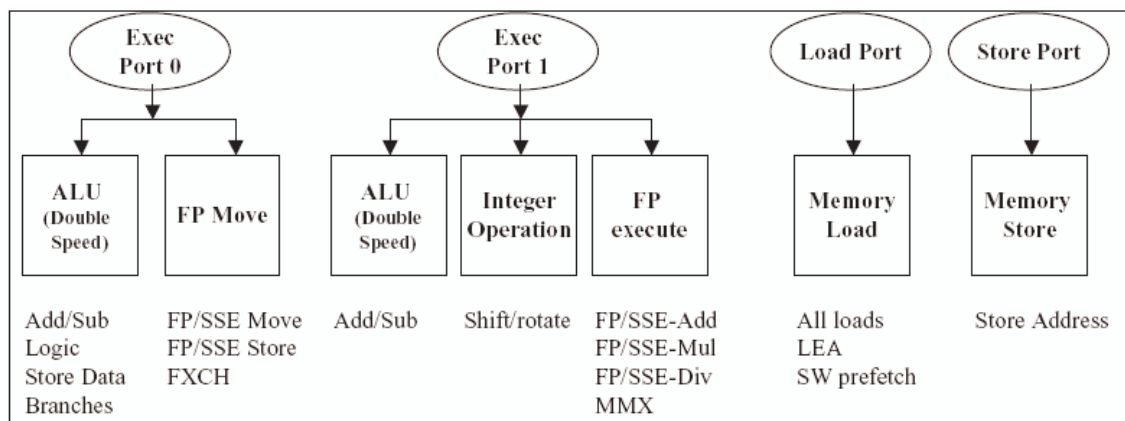 Exec
Port 0
Exec
Port 1
Load Port
Store Port
ALU
(Double
Speed)
FP Move
ALU
(Double
Speed)
Integer
Operation
FP
execute
Memory
Load
Memory
Store
Add/Sub
Logic
Store Data
Branches
FP/SSE Move
FP/SSE Store
FXCH
Add/Sub
Shift/rotate
FP/SSE-Add
FP/SSE-Mul
FP/SSE-Div
MMX
All loads
LEA
SW prefetch
Store Address